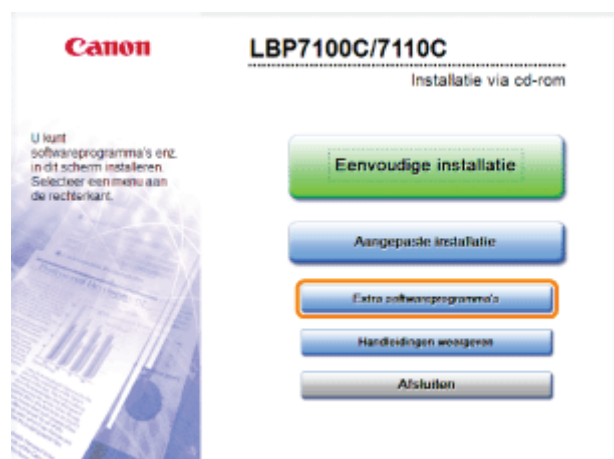 Canon
LBP7100C/7110C
Installatie via cd-rom
U kunt
softwareprogramma's enz.
in dit scherm installeren.
Selecteer een menu aan
de rechterkant.
Eenvoudige installatie
Aangepaste installatie
Extra softwareprogramma's
Handleidingen weergeven
Afsluiten